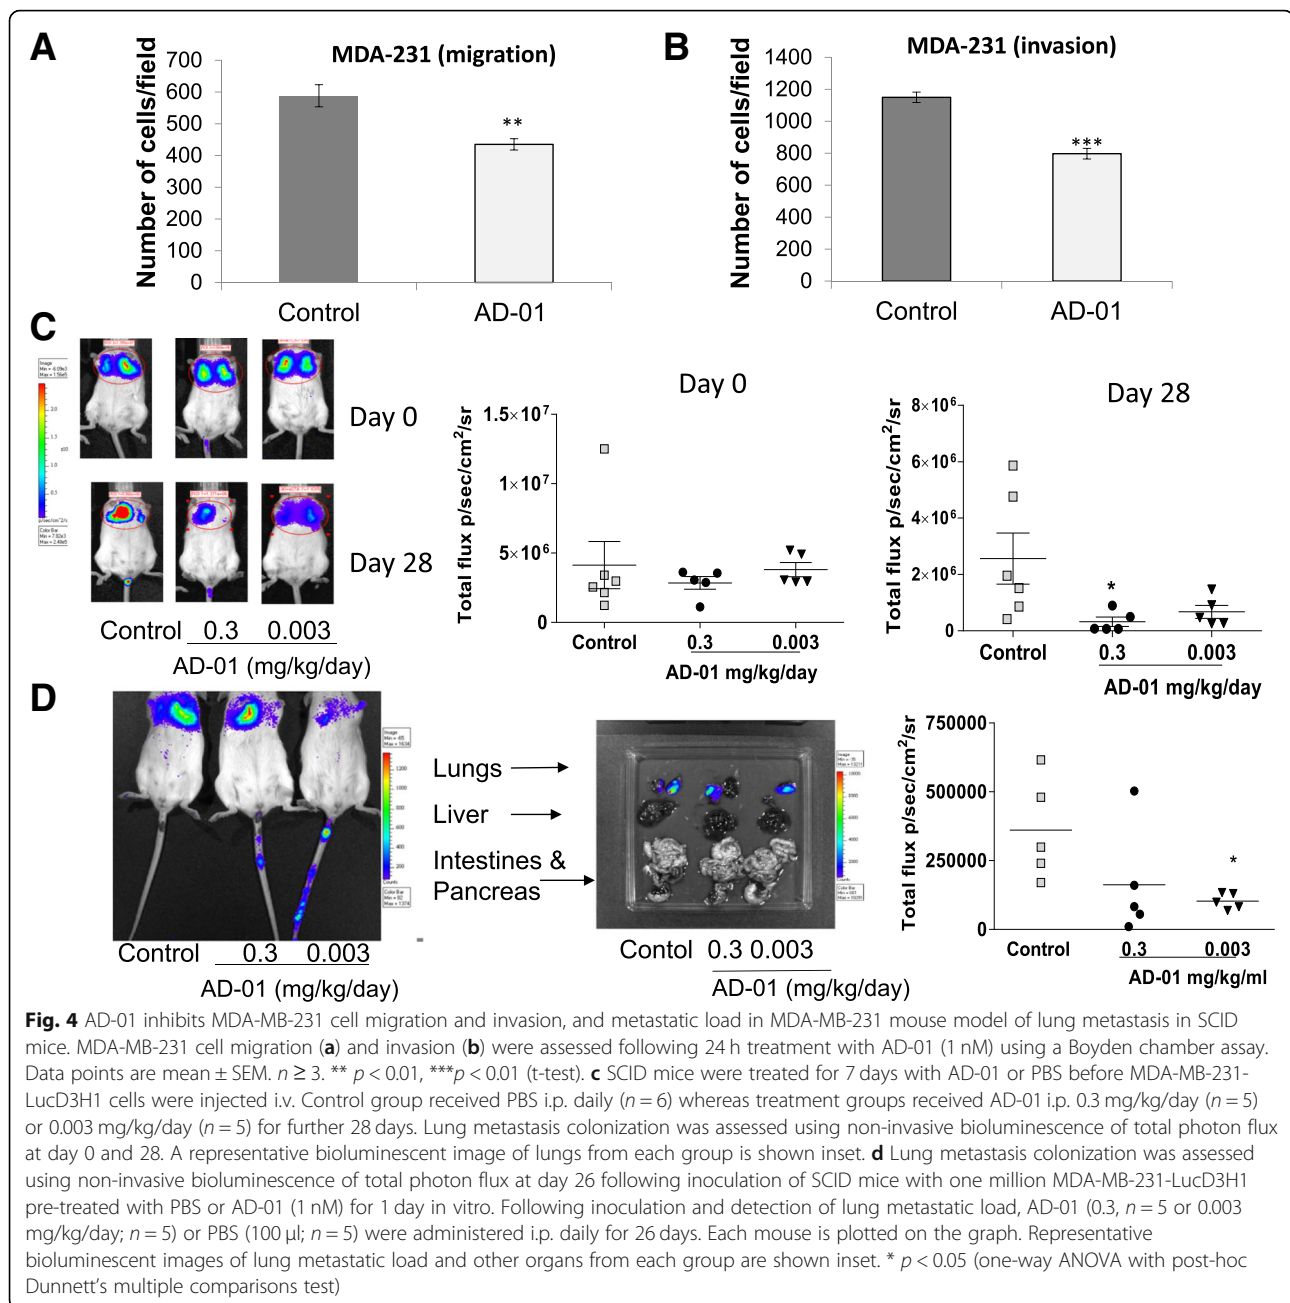 A
MDA-231 (migration)
Number of cells/field
700
600
500
400
300
200
100
0
**
Control
AD-01
B
MDA-231 (invasion)
Number of cells/field
1400
1200
1000
800
600
400
200
0
***
Control
AD-01
C
Day 0
Day 28
Control
0.3
0.003
AD-01 (mg/kg/day)
Day 0
Total flux p/sec/cm²/sr
1.5×10⁷
1×10⁷
5×10⁶
0
Control
0.3
0.003
AD-01 mg/kg/day
Day 28
Total flux p/sec/cm²/sr
8×10⁶
6×10⁶
4×10⁶
2×10⁶
0
*
Control
0.3
0.003
AD-01 mg/kg/day
D
Control
0.3
0.003
AD-01 (mg/kg/day)
Lungs
Liver
Intestines &
Pancreas
Contol 0.3 0.003
AD-01 (mg/kg/day)
Total flux p/sec/cm²/sr
750000
500000
250000
0
*
Control
0.3
0.003
AD-01 mg/kg/ml
Fig. 4 AD-01 inhibits MDA-MB-231 cell migration and invasion, and metastatic load in MDA-MB-231 mouse model of lung metastasis in SCID
mice. MDA-MB-231 cell migration (a) and invasion (b) were assessed following 24 h treatment with AD-01 (1 nM) using a Boyden chamber assay.
Data points are mean ± SEM. n ≥ 3. ** p < 0.01, ***p < 0.01 (t-test). c SCID mice were treated for 7 days with AD-01 or PBS before MDA-MB-231-
LucD3H1 cells were injected i.v. Control group received PBS i.p. daily (n = 6) whereas treatment groups received AD-01 i.p. 0.3 mg/kg/day (n = 5)
or 0.003 mg/kg/day (n = 5) for further 28 days. Lung metastasis colonization was assessed using non-invasive bioluminescence of total photon flux
at day 0 and 28. A representative bioluminescent image of lungs from each group is shown inset. d Lung metastasis colonization was assessed
using non-invasive bioluminescence of total photon flux at day 26 following inoculation of SCID mice with one million MDA-MB-231-LucD3H1
pre-treated with PBS or AD-01 (1 nM) for 1 day in vitro. Following inoculation and detection of lung metastatic load, AD-01 (0.3, n = 5 or 0.003
mg/kg/day; n = 5) or PBS (100 μl; n = 5) were administered i.p. daily for 26 days. Each mouse is plotted on the graph. Representative
bioluminescent images of lung metastatic load and other organs from each group are shown inset. * p < 0.05 (one-way ANOVA with post-hoc
Dunnett's multiple comparisons test)